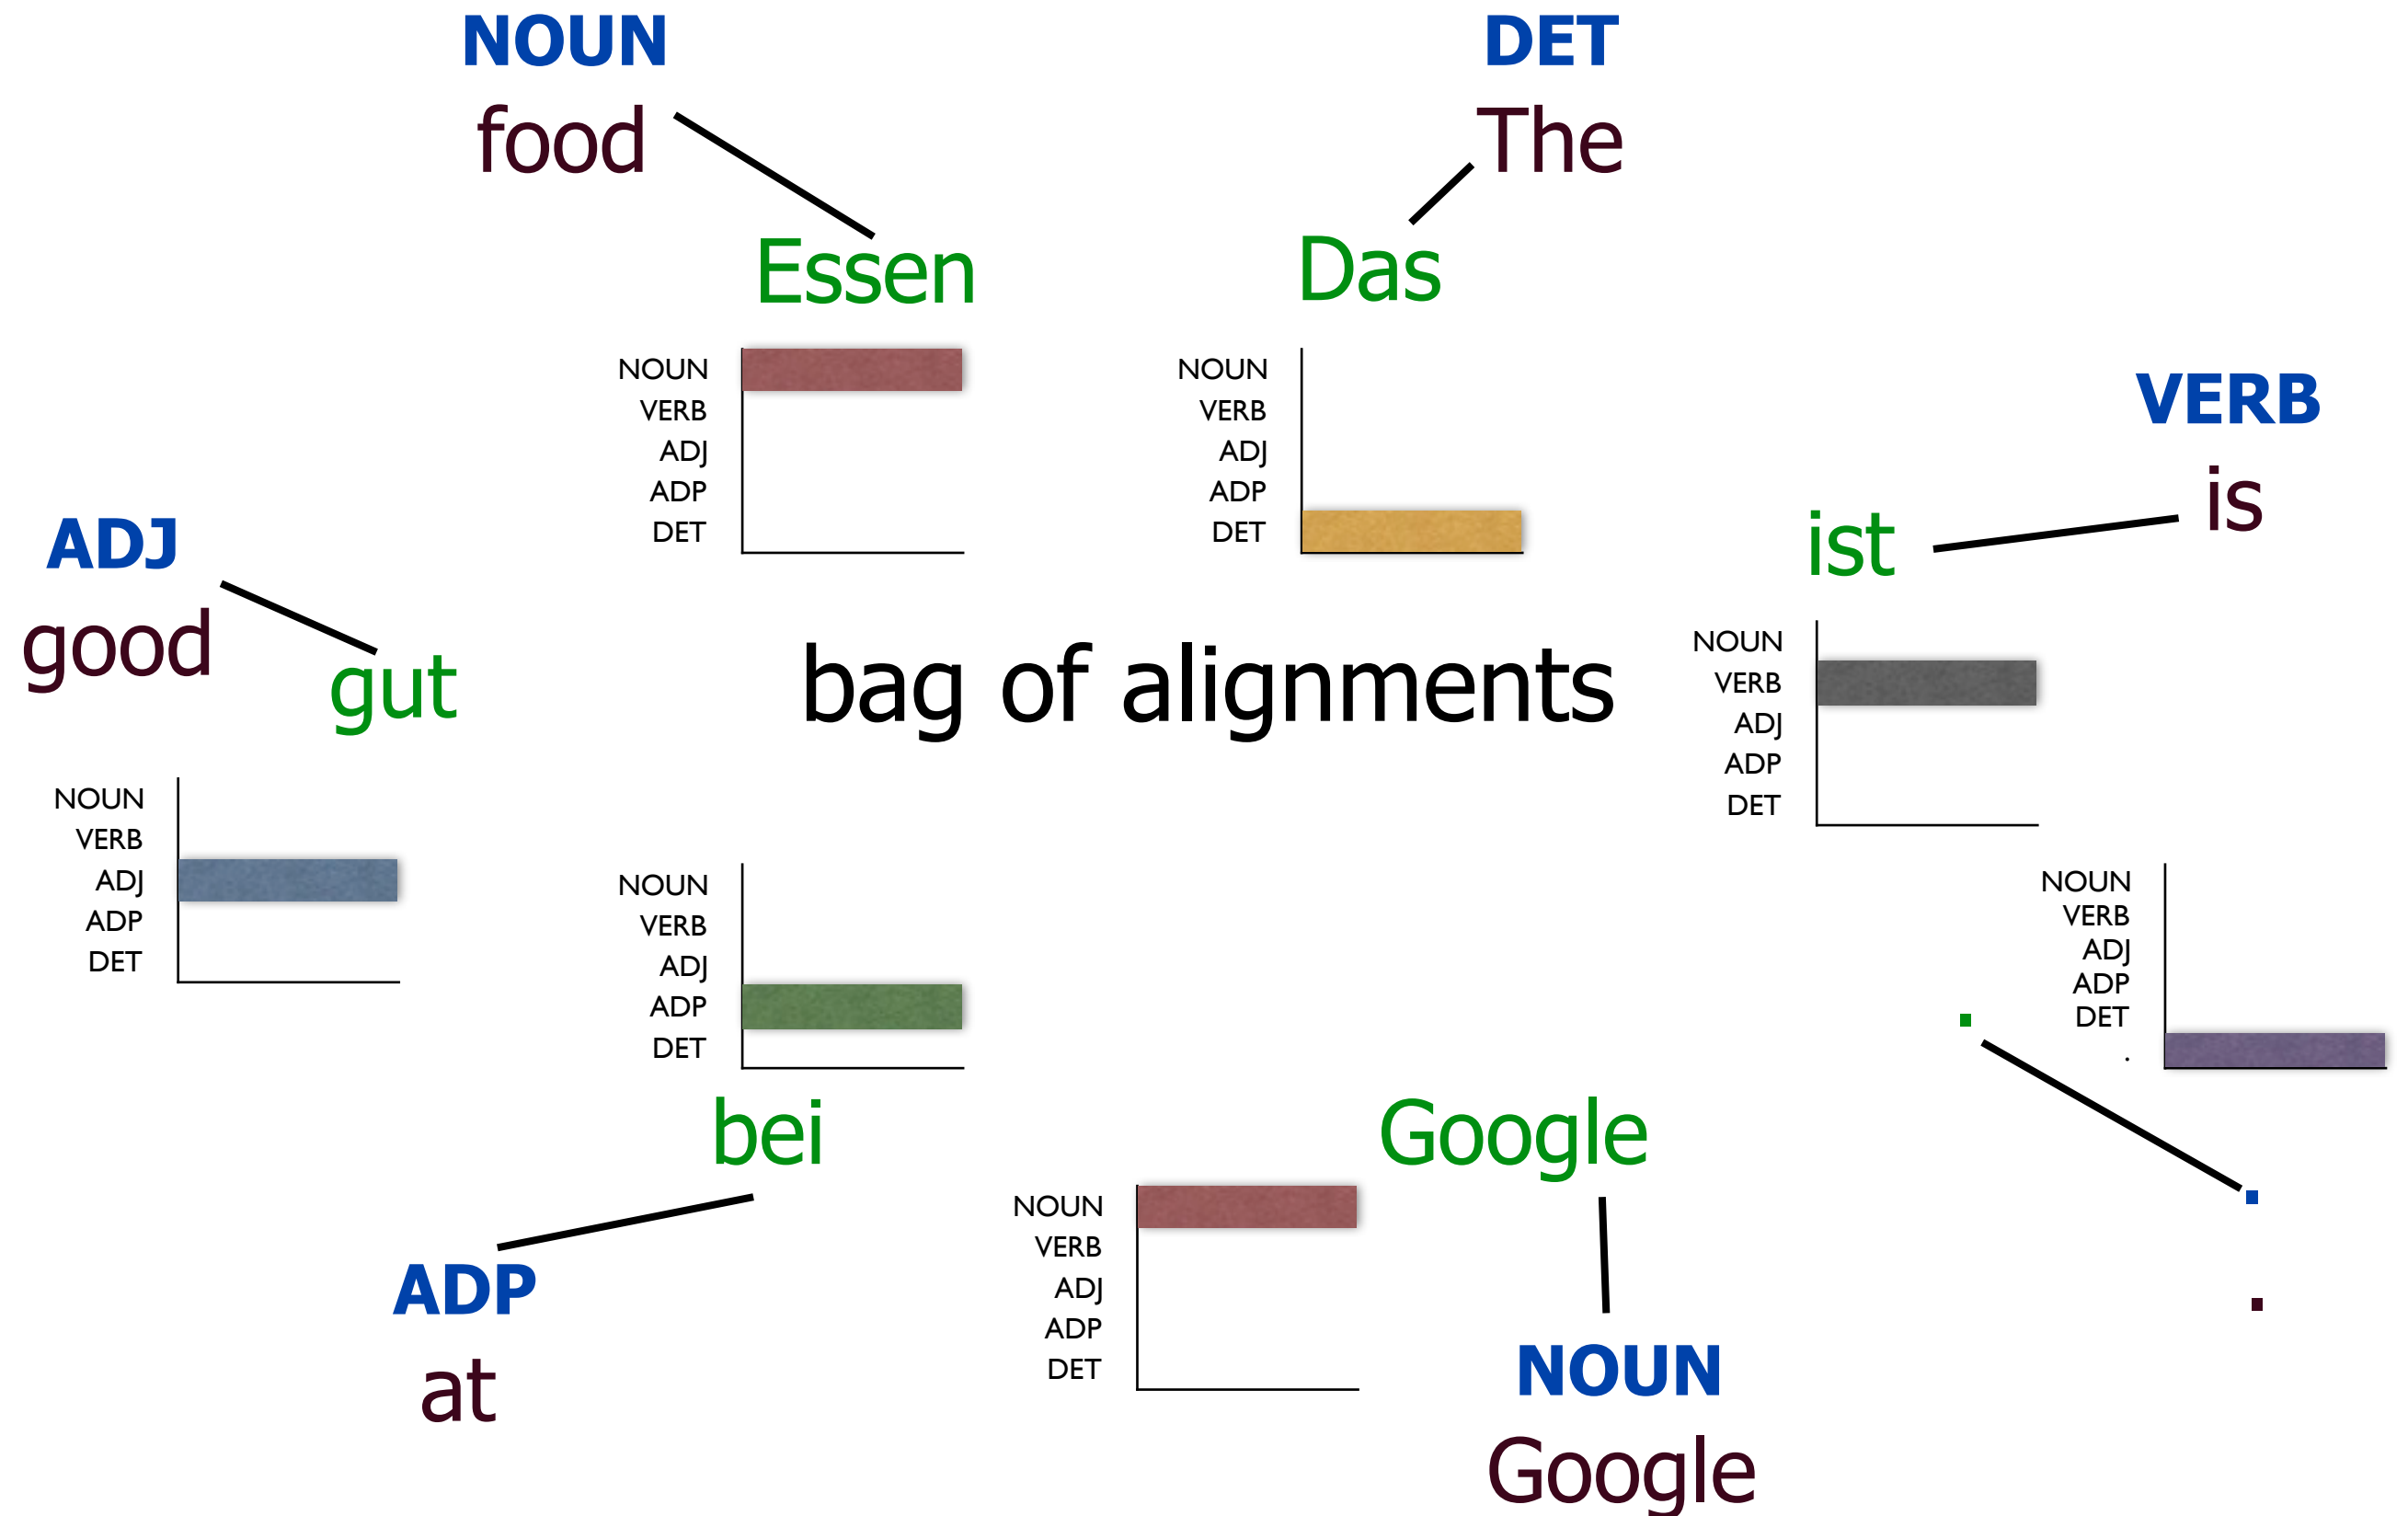 NOUN
food
DET
The
Essen
Das
NOUN
VERB
ADJ
ADP
DET
NOUN
VERB
ADJ
ADP
DET
VERB
is
ist
ADJ
good
gut
bag of alignments
NOUN
VERB
ADJ
ADP
DET
NOUN
VERB
ADJ
ADP
DET
NOUN
VERB
ADJ
ADP
DET
NOUN
VERB
ADJ
ADP
DET
.
.
bei
Google
ADP
at
NOUN
VERB
ADJ
ADP
DET
.
.
NOUN
Google